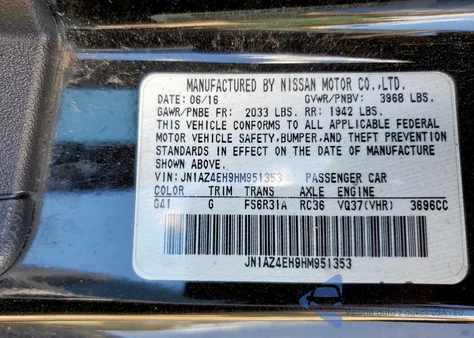 MANUFACTURED BY NISSAN MOTOR CO.,LTD.
DATE: 06/16 GVWR/PNBV: 3968 LBS.
GAWR/PNBE FR: 2033 LBS. RR: 1942 LBS.
THIS VEHICLE CONFORMS TO ALL APPLICABLE FEDERAL
MOTOR VEHICLE SAFETY, BUMPER, AND THEFT PREVENTION
STANDARDS IN EFFECT ON THE DATE OF MANUFACTURE
SHOWN ABOVE.
VIN: JN1AZ4EH9HM951353 PASSENGER CAR
COLOR TRIM TRANS AXLE ENGINE
G41 G FS6R31A RC36 VQ37(VHR) 3696CC
JN1AZ4EH9HM951353